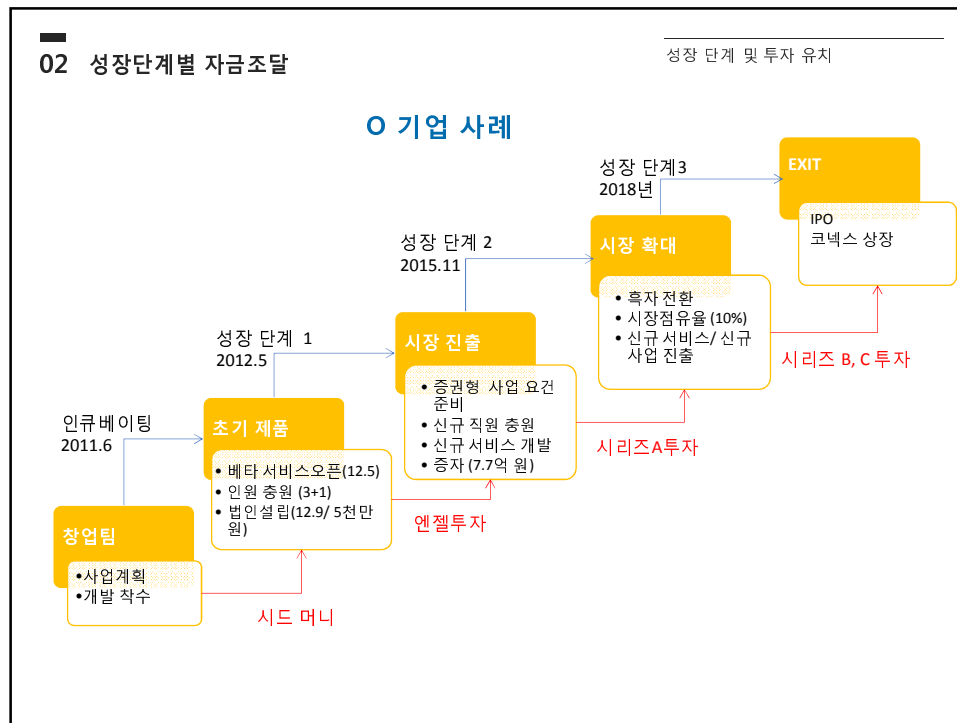 02 성장단계별 자금조달
성장 단계 및 투자 유치
O 기업 사례
인큐베이팅
2011.6
창업팀
•사업계획
•개발 착수
시드 머니
성장 단계 1
2012.5
초기 제품
• 베타 서비스오픈(12.5)
• 인원 충원 (3+1)
• 법인설립(12.9/ 5천만
원)
엔젤투자
성장 단계 2
2015.11
시장 진출
• 증권형 사업 요건
준비
• 신규 직원 충원
• 신규 서비스 개발
• 증자 (7.7억 원)
시리즈A투자
성장 단계3
2018년
시장 확대
• 흑자 전환
• 시장점유율 (10%)
• 신규 서비스/ 신규
사업 진출
시리즈 B, C 투자
EXIT
IPO
코넥스 상장